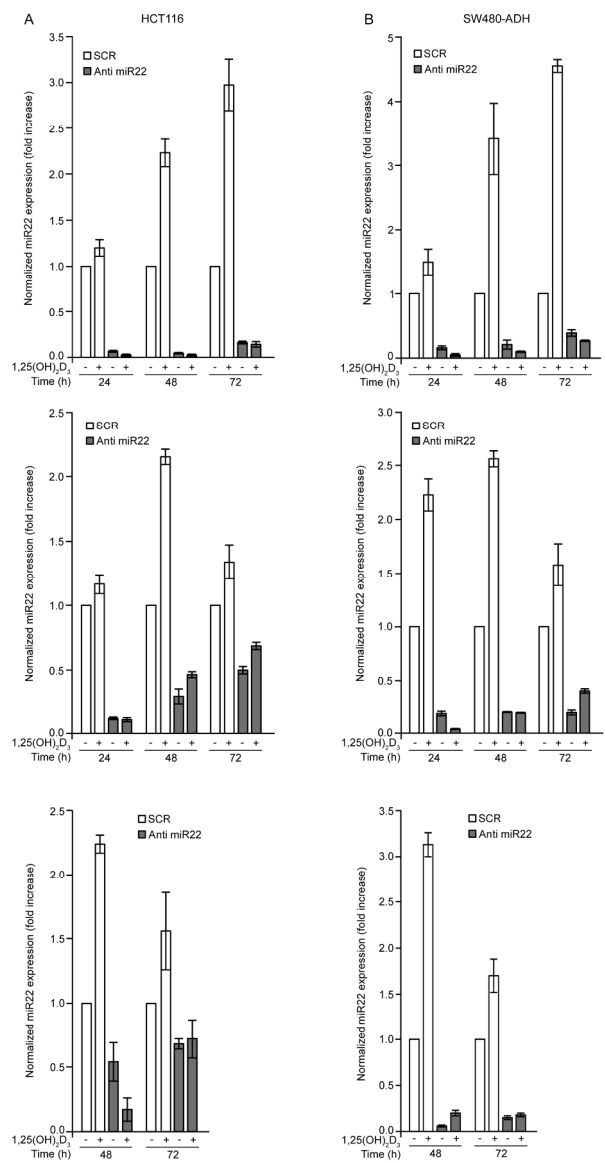 A
HCT116
B
SW480-ADH
SCR
Anti miR22
Normalized miR22 expression (fold increase)
3.5
3.0
2.5
2.0
1.5
1.0
0.5
0.0
1,25(OH)2D3 - + - + - + - + - + - +
Time (h) 24 48 72
SCR
Anti miR22
Normalized miR22 expression (fold increase)
5
4
3
2
1
0
1,25(OH)2D3 - + - + - + - + - + - +
Time (h) 24 48 72
SCR
Anti miR22
Normalized miR22 expression (fold increase)
2.5
2.0
1.5
1.0
0.5
0.0
1,25(OH)2D3 - + - + - + - + - + - +
Time (h) 24 48 72
SCR
Anti miR22
Normalized miR22 expression (fold increase)
3.0
2.5
2.0
1.5
1.0
0.5
0
1,25(OH)2D3 - + - + - + - + - + - +
Time (h) 24 48 72
SCR
Anti miR22
Normalized miR22 expression (fold increase)
2.5
2.0
1.5
1.0
0.5
0.0
1,25(OH)2D3 - + - + - + - +
Time (h) 48 72
SCR
Anti miR22
Normalized miR22 expression (fold increase)
3.5
3.0
2.5
2.0
1.5
1.0
0.5
0.0
1,25(OH)2D3 - + - + - + - +
Time (h) 48 72